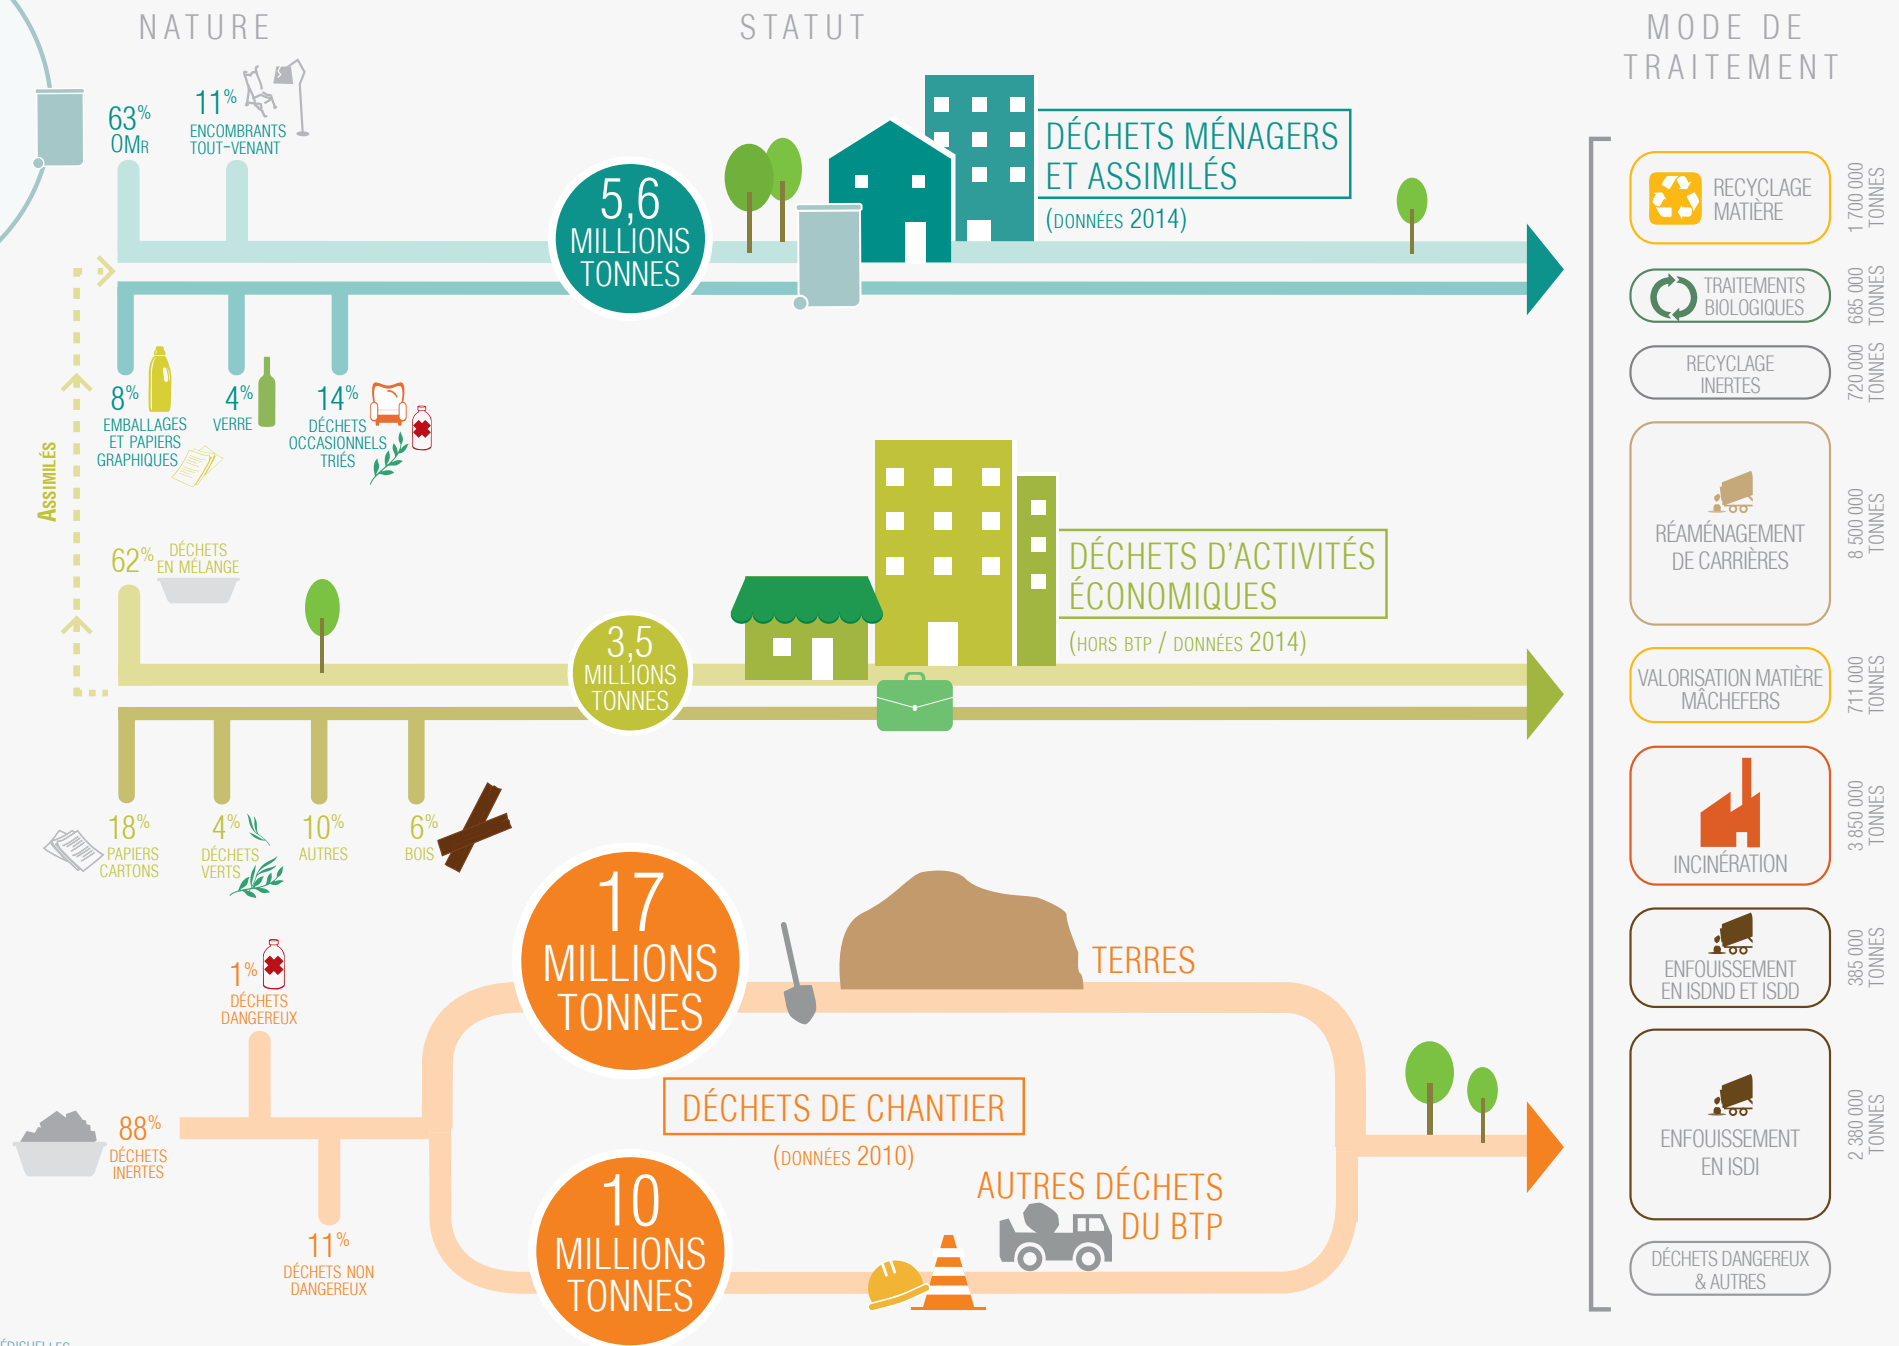 NATURE
STATUT
MODE DE
TRAITEMENT
63%
OMR
11%
ENCOMBRANTS
TOUT-VENANT
5,6
MILLIONS
TONNES
DÉCHETS MÉNAGERS
ET ASSIMILÉS
(DONNÉES 2014)
8%
EMBALLAGES
ET PAPIERS
GRAPHIQUES
4%
VERRE
14%
DÉCHETS
OCCASIONNELS
TRIÉS
ASSIMILÉS
62%
DÉCHETS
EN MÉLANGE
3,5
MILLIONS
TONNES
DÉCHETS D'ACTIVITÉS
ÉCONOMIQUES
(HORS BTP / DONNÉES 2014)
18%
PAPIERS
CARTONS
4%
DÉCHETS
VERTS
10%
AUTRES
6%
BOIS
17
MILLIONS
TONNES
TERRES
1%
DÉCHETS
DANGEREUX
88%
DÉCHETS
INERTES
11%
DÉCHETS NON
DANGEREUX
DÉCHETS DE CHANTIER
(DONNÉES 2010)
10
MILLIONS
TONNES
AUTRES DÉCHETS
DU BTP
RECYCLAGE
MATIÈRE
1 700 000
TONNES
TRAITEMENTS
BIOLOGIQUES
685 000
TONNES
RECYCLAGE
INERTES
720 000
TONNES
RÉAMÉNAGEMENT
DE CARRIÈRES
8 500 000
TONNES
VALORISATION MATIÈRE
MÂCHEFERS
711 000
TONNES
INCINÉRATION
3 850 000
TONNES
ENFOUISSEMENT
EN ISDND ET ISDD
385 000
TONNES
ENFOUISSEMENT
EN ISDI
2 380 000
TONNES
DÉCHETS DANGEREUX
& AUTRES